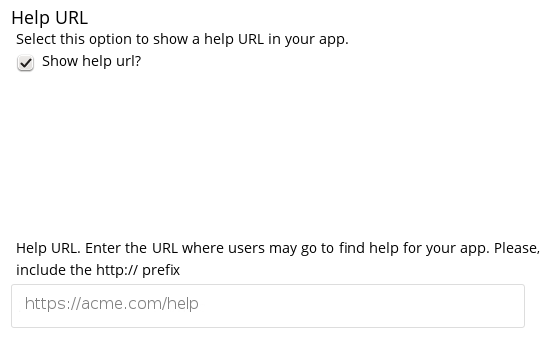 Help URL
Select this option to show a help URL in your app.
Show help url?
Help URL. Enter the URL where users may go to find help for your app. Please,
include the http:// prefix
https://acme.com/help